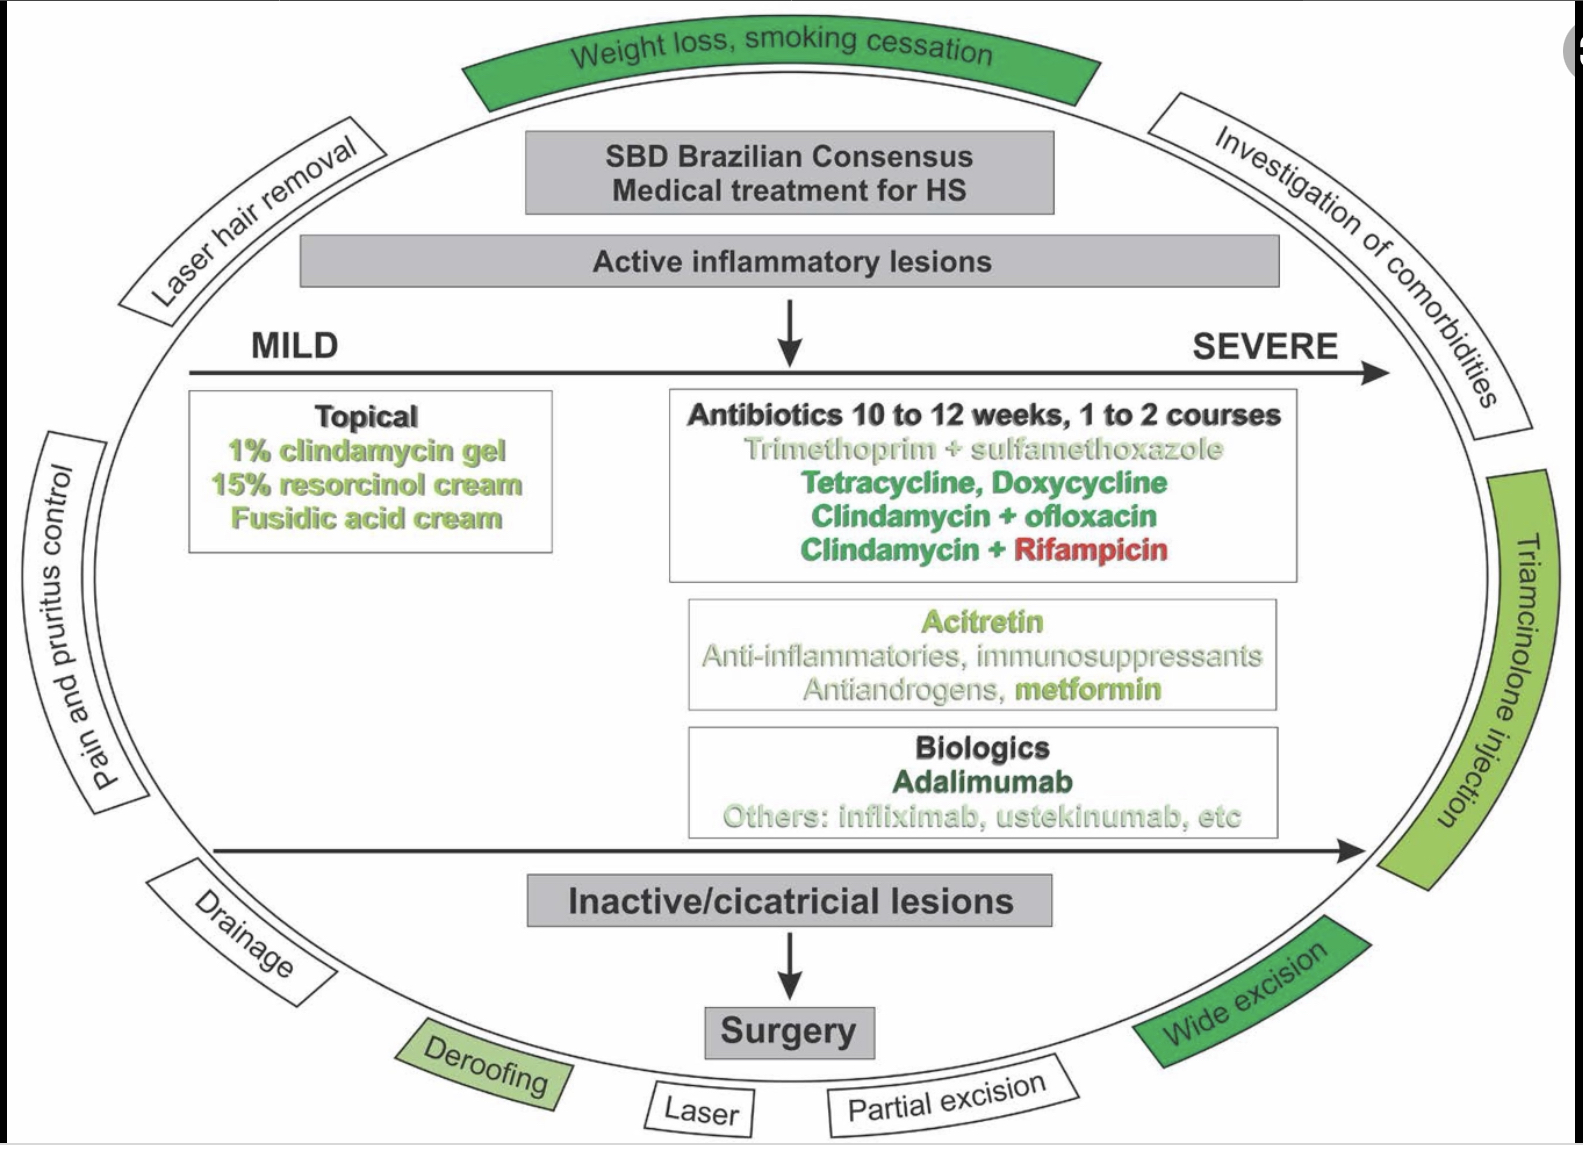 Weight loss, smoking cessation
Laser hair removal
Investigation of comorbidities
SBD Brazilian Consensus
Medical treatment for HS
Active inflammatory lesions
MILD
SEVERE
Topical
1% clindamycin gel
15% resorcinol cream
Fusidic acid cream
Antibiotics 10 to 12 weeks, 1 to 2 courses
Trimethoprim + sulfamethoxazole
Tetracycline, Doxycycline
Clindamycin + ofloxacin
Clindamycin + Rifampicin
Acitretin
Anti-inflammatories, immunosuppressants
Antiandrogens, metformin
Biologics
Adalimumab
Others: infliximab, ustekinumab, etc
Pain and pruritus control
Triamcinolone injection
Inactive/cicatricial lesions
Surgery
Drainage
Deroofing
Laser
Partial excision
Wide excision